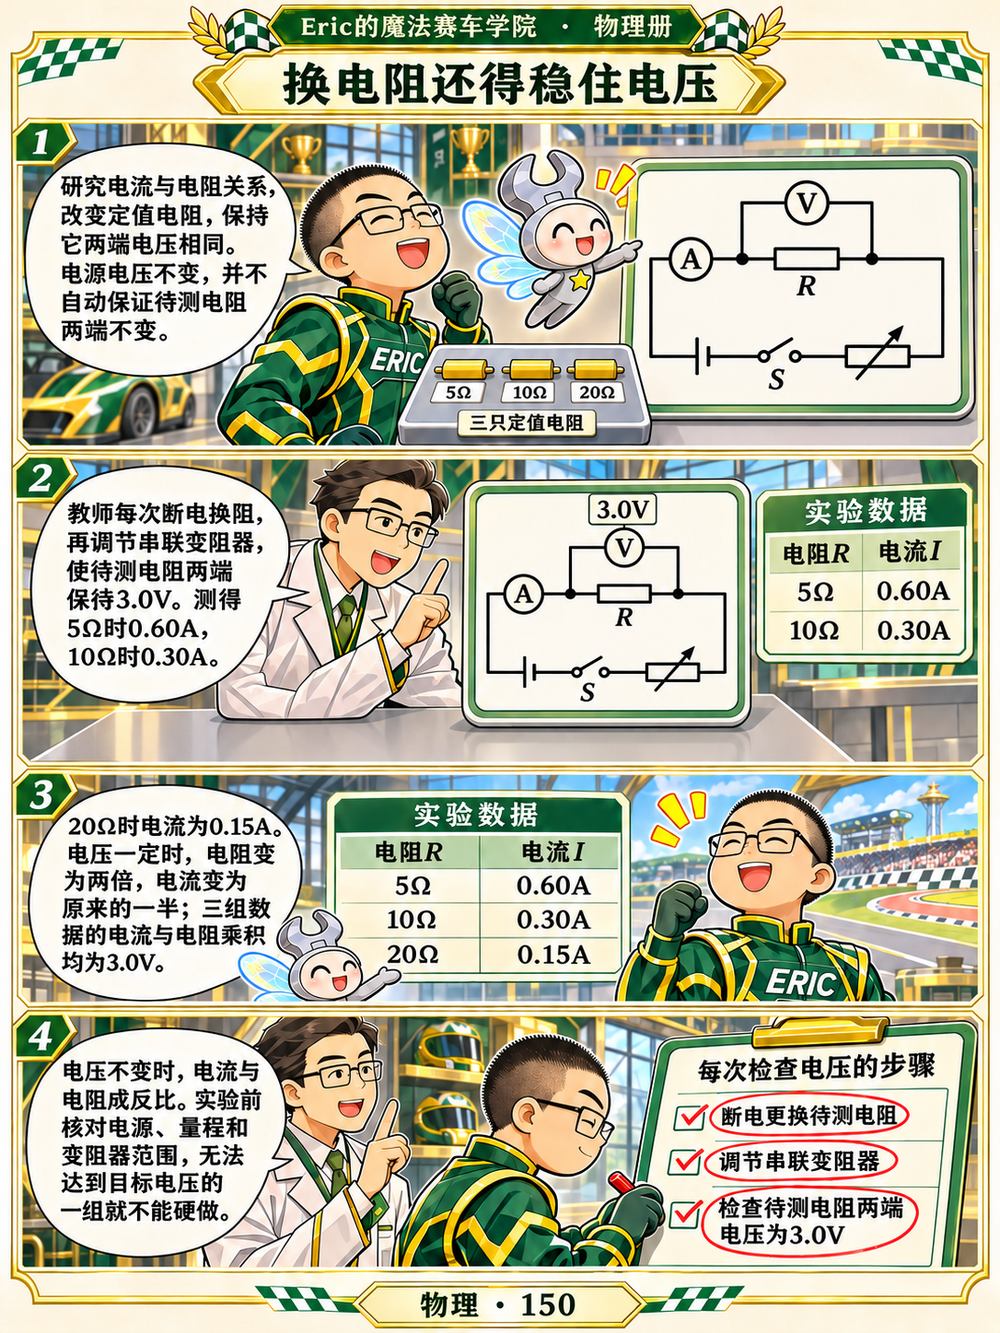 Eric的魔法赛车学院 · 物理册
换电阻还得稳住电压
1
研究电流与电阻关系，
改变定值电阻，保持
它两端电压相同。
电源电压不变，并不
自动保证待测电阻
两端不变。
ERIC
5Ω
10Ω
20Ω
三只定值电阻
V
A
R
S
2
教师每次断电换阻，
再调节串联变阻器，
使待测电阻两端
保持3.0V。测得
5Ω时0.60A，
10Ω时0.30A。
3.0V
V
A
R
S
实验数据
电阻R 电流I
5Ω 0.60A
10Ω 0.30A
3
20Ω时电流为0.15A。
电压一定时，电阻变
为两倍，电流变为
原来的一半；三组数
据的电流与电阻乘积
均为3.0V。
实验数据
电阻R 电流I
5Ω 0.60A
10Ω 0.30A
20Ω 0.15A
ERIC
4
电压不变时，电流与
电阻成反比。实验前
核对电源、量程和
变阻器范围，无法
达到目标电压的
一组就不能硬做。
每次检查电压的步骤
断电更换待测电阻
调节串联变阻器
检查待测电阻两端
电压为3.0V
物理 · 150